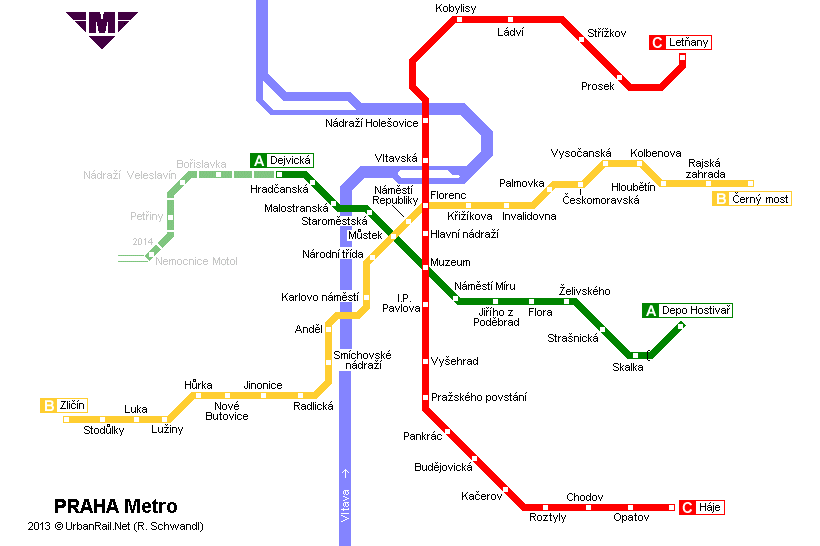 M
Kobylisy
Ládví
Střížkov
C Letňany
Prosek
Nádraží Holešovice
Vltavská
Vysočanská
Kolbenova
Rajská
zahrada
Bořislavka
A Dejvická
Nádraží Veleslavín
Hradčanská
Náměstí
Republiky
Palmovka
Hloubětín
B Černý most
Florenc
Českomoravská
Malostranská
Staroměstská
Křižíkova
Invalidovna
Petřiny
Můstek
Hlavní nádraží
2014
Národní třída
Nemocnice Motol
Muzeum
Karlovo náměstí
I.P.
Pavlova
Náměstí Míru
Želivského
Jiřího z
Poděbrad
Flora
A Depo Hostivař
Anděl
Strašnická
Smíchovské
nádraží
Vyšehrad
Skalka
Hůrka
Jinonice
Radlická
Pražského povstání
B Zličín
Luka
Nové
Butovice
Stodůlky
Lužiny
Pankrác
Budějovická
Kačerov
Vltava →
Chodov
C Háje
Roztyly
Opatov
PRAHA Metro
2013 © UrbanRail.Net (R. Schwandl)